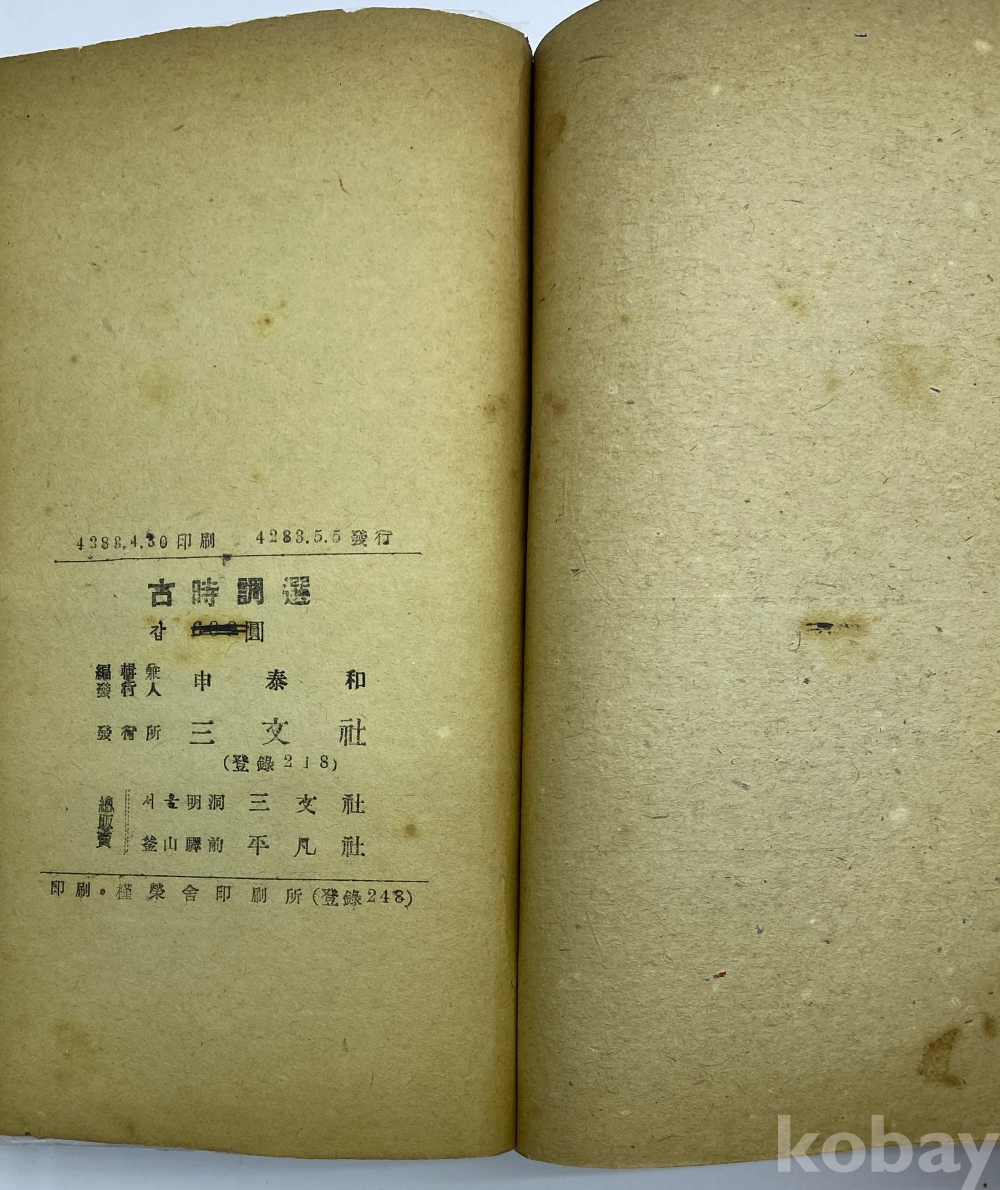 4283.4.30 印刷 4283.5.5 發行
古時調選
값 圓
編輯兼
發行人 申泰和
發行所 三文社
(登錄218)
總販賣
서울明洞 三文社
釜山驛前 平凡社
印刷・槿榮舍印刷所(登錄248)
kobay